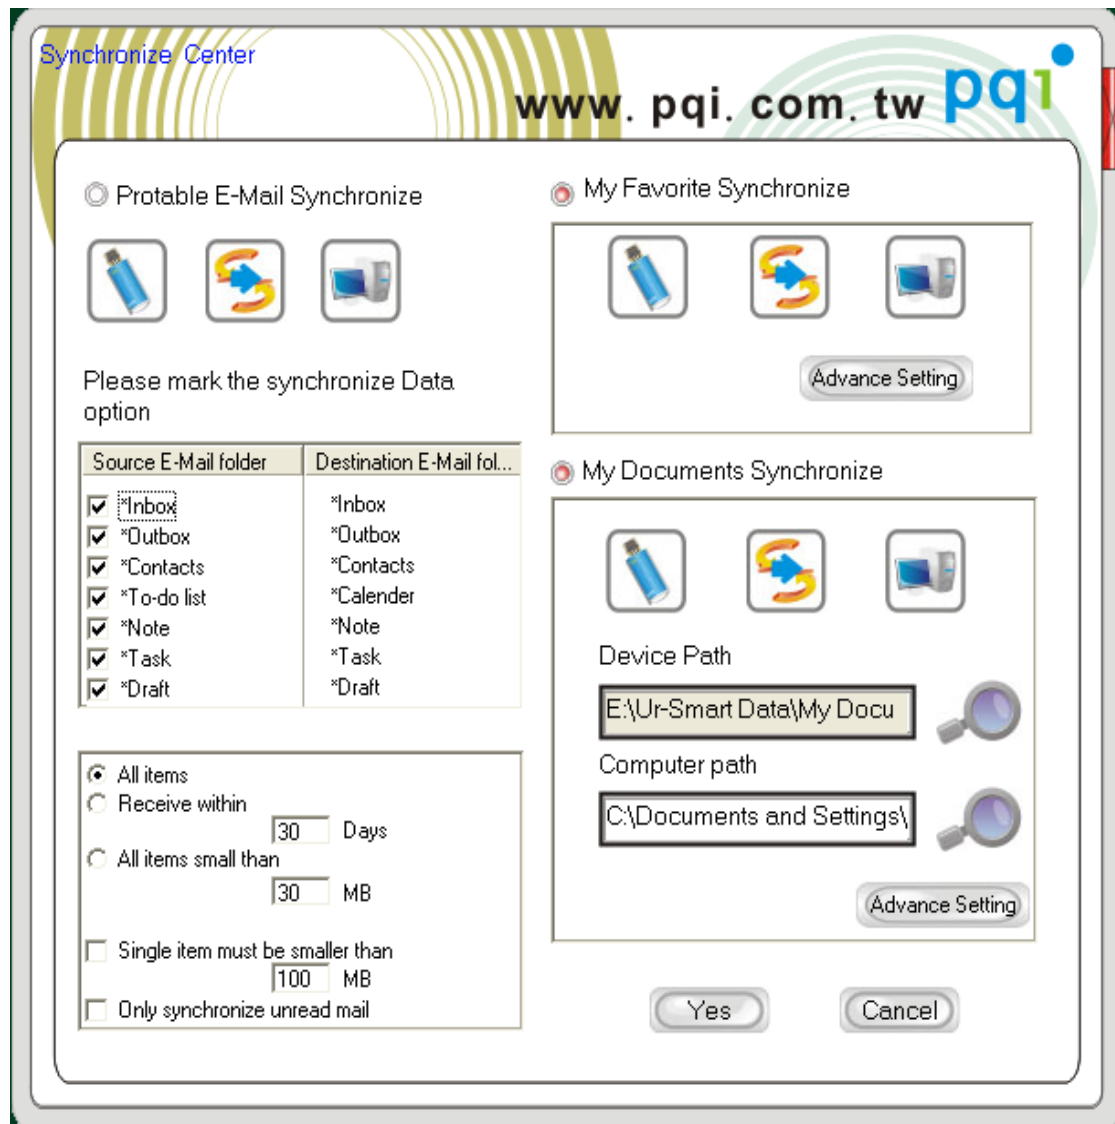 Synchronize Center
www. pqi. com. tw
pqi
Protable E-Mail Synchronize
Please mark the synchronize Data
option
Source E-Mail folder Destination E-Mail fol...
*Inbox *Inbox
*Outbox *Outbox
*Contacts *Contacts
*To-do list *Calender
*Note *Note
*Task *Task
*Draft *Draft
All items
Receive within
30 Days
All items small than
30 MB
Single item must be smaller than
100 MB
Only synchronize unread mail
My Favorite Synchronize
Advance Setting
My Documents Synchronize
Device Path
E:\Ur-Smart Data\My Docu
Computer path
C:\Documents and Settings\
Advance Setting
Yes Cancel